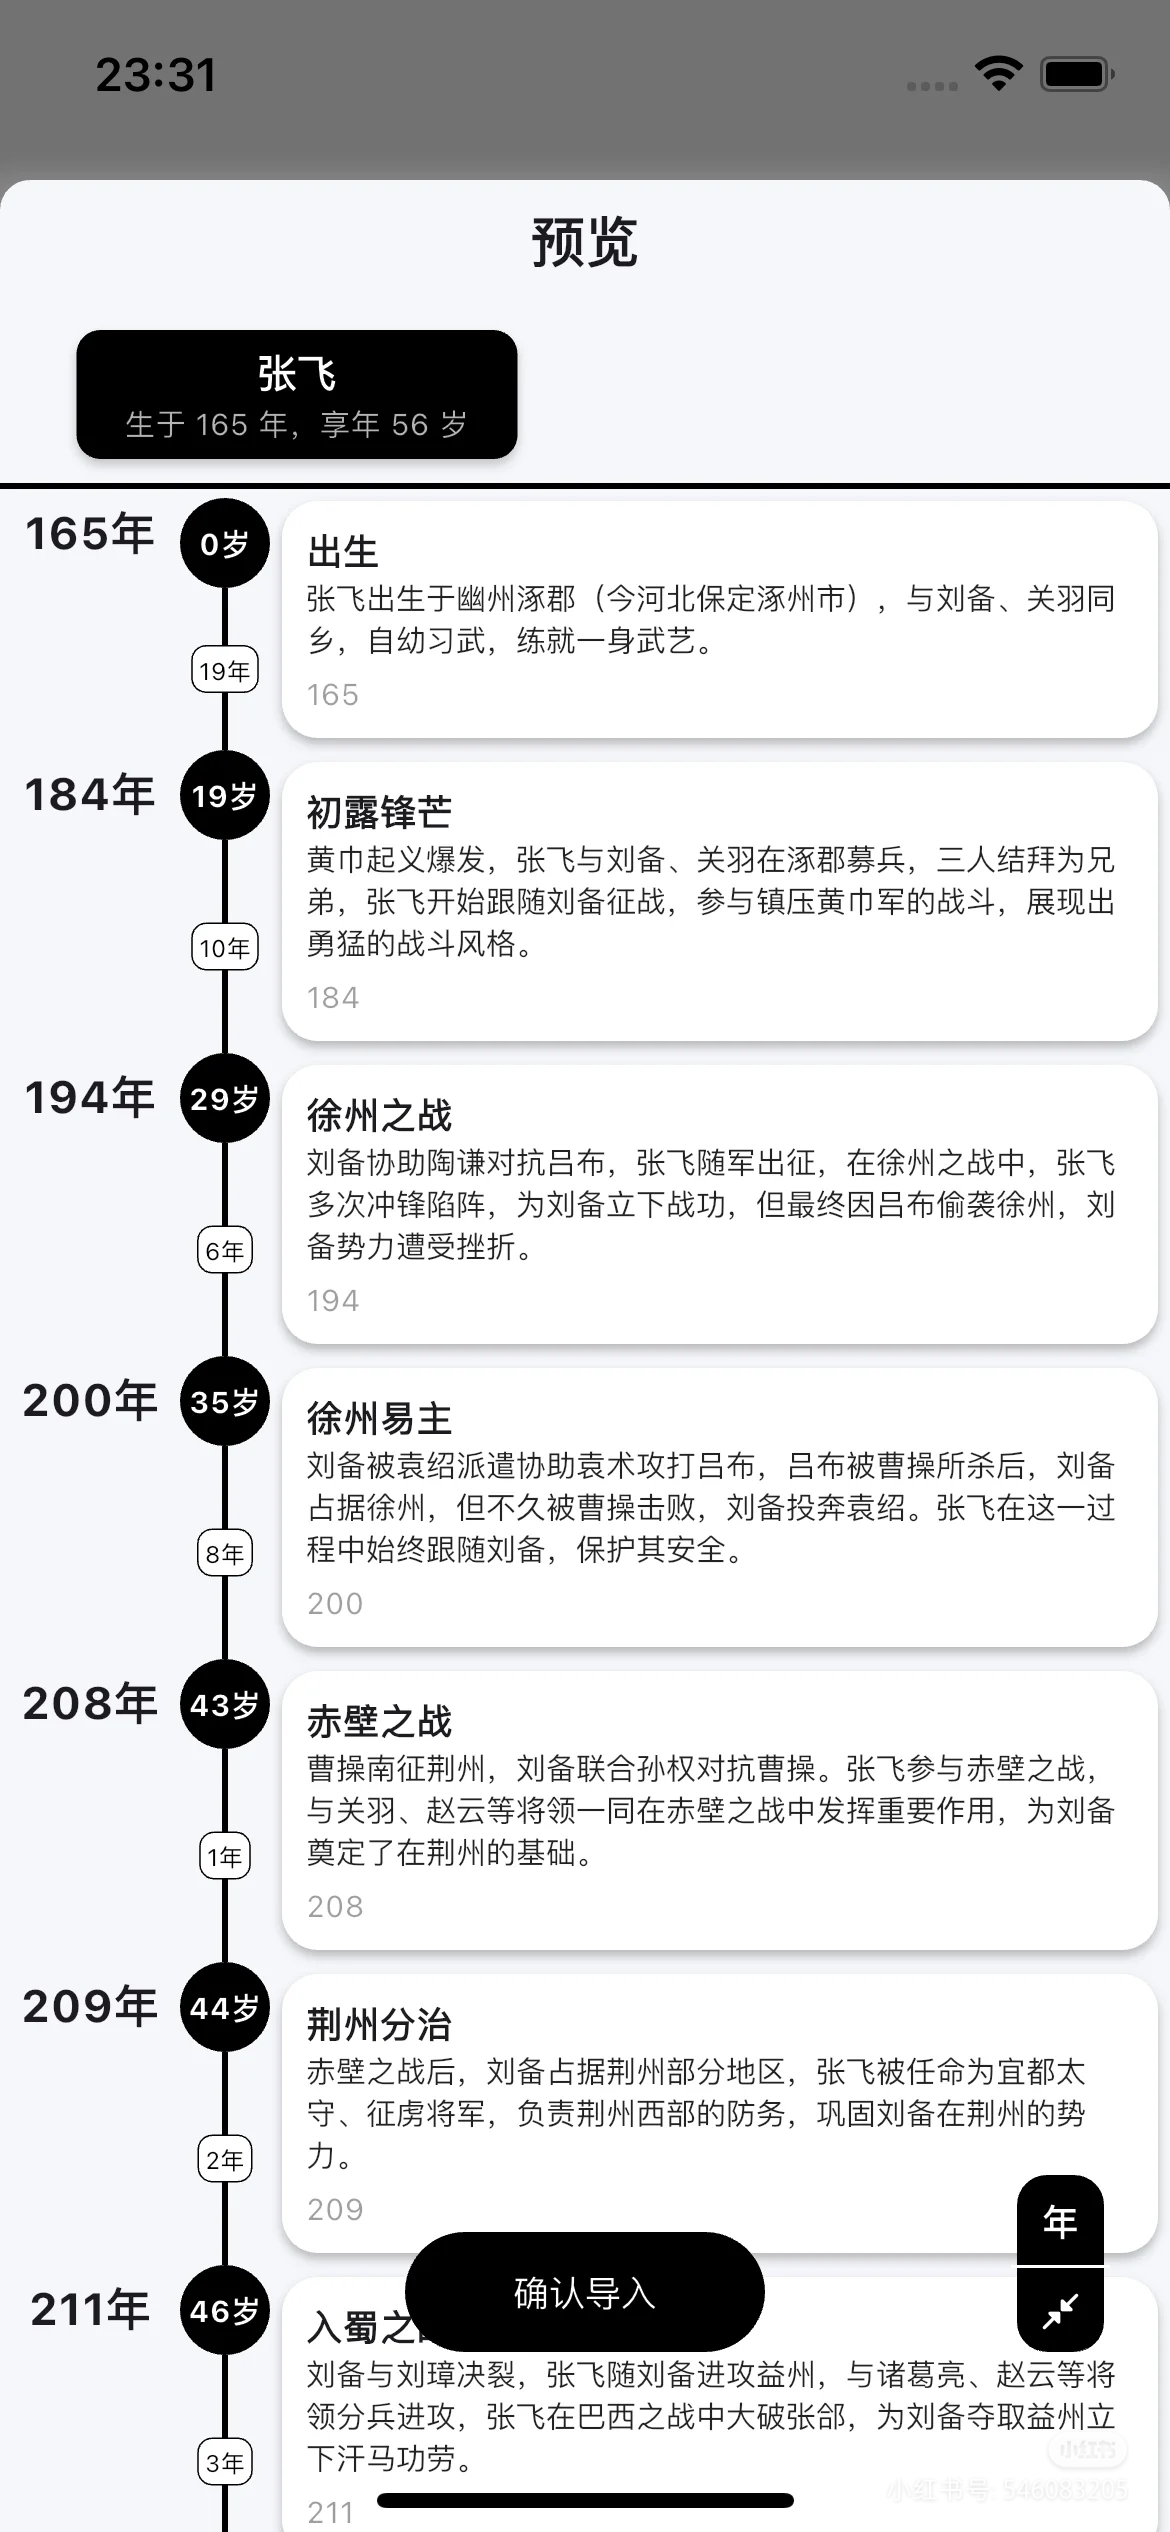 23:31
预览
张飞
生于 165 年，享年 56 岁
165年
0岁
出生
张飞出生于幽州涿郡（今河北保定涿州市），与刘备、关羽同
乡，自幼习武，练就一身武艺。
165
19年
184年
19岁
初露锋芒
黄巾起义爆发，张飞与刘备、关羽在涿郡募兵，三人结拜为兄
弟，张飞开始跟随刘备征战，参与镇压黄巾军的战斗，展现出
勇猛的战斗风格。
184
10年
194年
29岁
徐州之战
刘备协助陶谦对抗吕布，张飞随军出征，在徐州之战中，张飞
多次冲锋陷阵，为刘备立下战功，但最终因吕布偷袭徐州，刘
备势力遭受挫折。
194
6年
200年
35岁
徐州易主
刘备被袁绍派遣协助袁术攻打吕布，吕布被曹操所杀后，刘备
占据徐州，但不久被曹操击败，刘备投奔袁绍。张飞在这一过
程中始终跟随刘备，保护其安全。
200
8年
208年
43岁
赤壁之战
曹操南征荆州，刘备联合孙权对抗曹操。张飞参与赤壁之战，
与关羽、赵云等将领一同在赤壁之战中发挥重要作用，为刘备
奠定了在荆州的基础。
208
1年
209年
44岁
荆州分治
赤壁之战后，刘备占据荆州部分地区，张飞被任命为宜都太
守、征虏将军，负责荆州西部的防务，巩固刘备在荆州的势
力。
209
2年
年
确认导入
211年
46岁
入蜀之
刘备与刘璋决裂，张飞随刘备进攻益州，与诸葛亮、赵云等将
领分兵进攻，张飞在巴西之战中大破张郃，为刘备夺取益州立
下汗马功劳。
211
3年
小红书
小红书号: 546083205